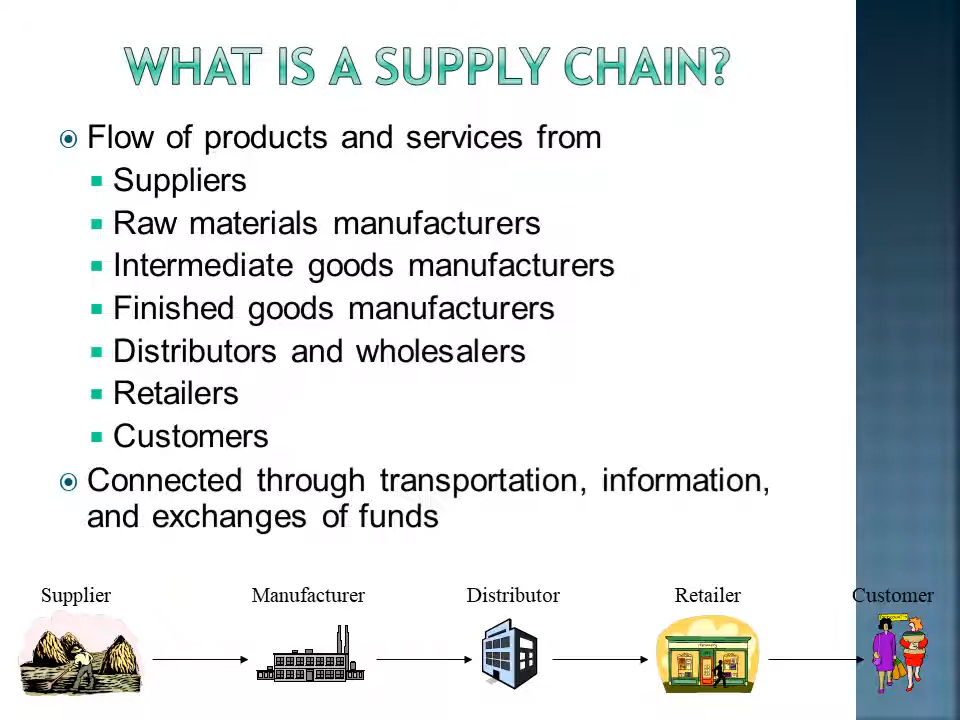 WHAT IS A SUPPLY CHAIN?
Flow of products and services from
Suppliers
Raw materials manufacturers
Intermediate goods manufacturers
Finished goods manufacturers
Distributors and wholesalers
Retailers
Customers
Connected through transportation, information,
and exchanges of funds
Supplier Manufacturer Distributor Retailer Customer